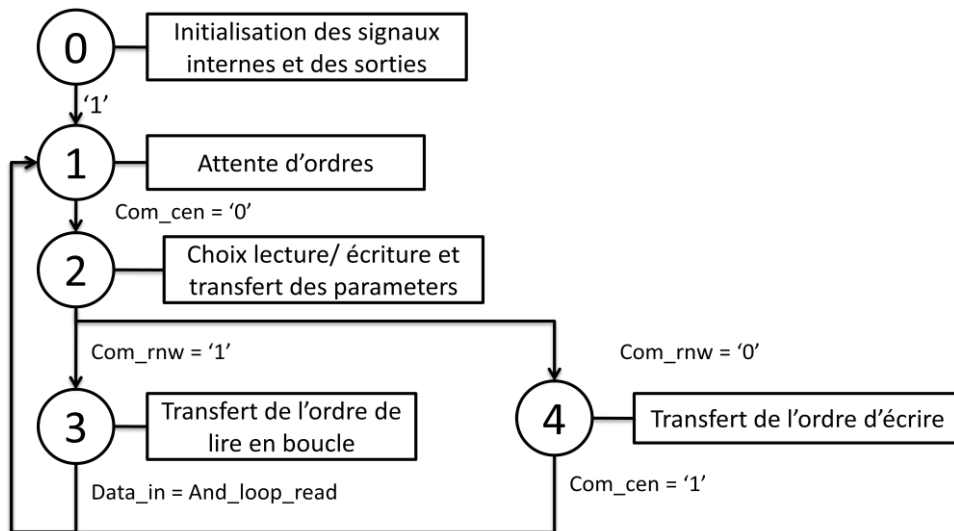 0
Initialisation des signaux
internes et des sorties
‘1’
1
Attente d’ordres
Com_cen = ‘0’
2
Choix lecture/ écriture et
transfert des parameters
Com_rnw = ‘1’
Com_rnw = ‘0’
3
Transfert de l’ordre de
lire en boucle
4
Transfert de l’ordre d’écrire
Data_in = And_loop_read
Com_cen = ‘1’